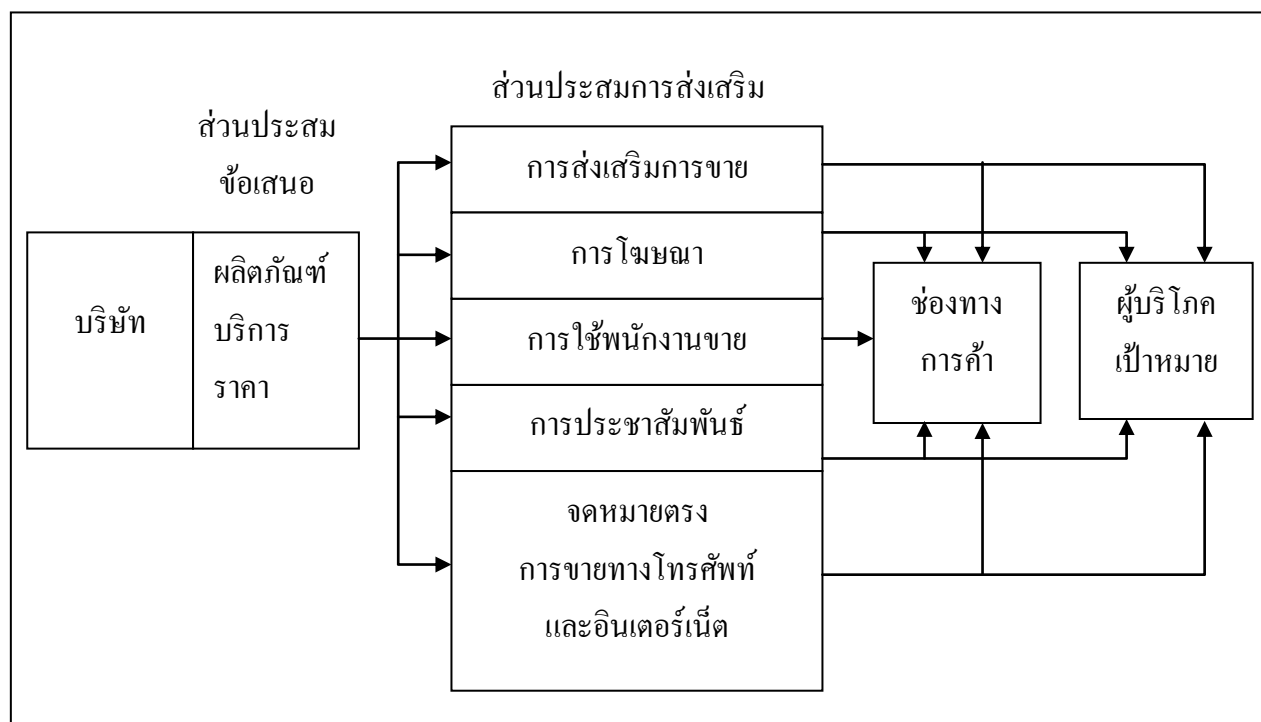 ส่วนประสมการส่งเสริม
ส่วนประสม
ข้อเสนอ
บริษัท
ผลิตภัณฑ์
บริการ
ราคา
การส่งเสริมการขาย
การโฆษณา
การใช้พนักงานขาย
การประชาสัมพันธ์
จดหมายตรง
การขายทางโทรศัพท์
และอินเตอร์เน็ต
ช่องทาง
การค้า
ผู้บริโภค
เป้าหมาย